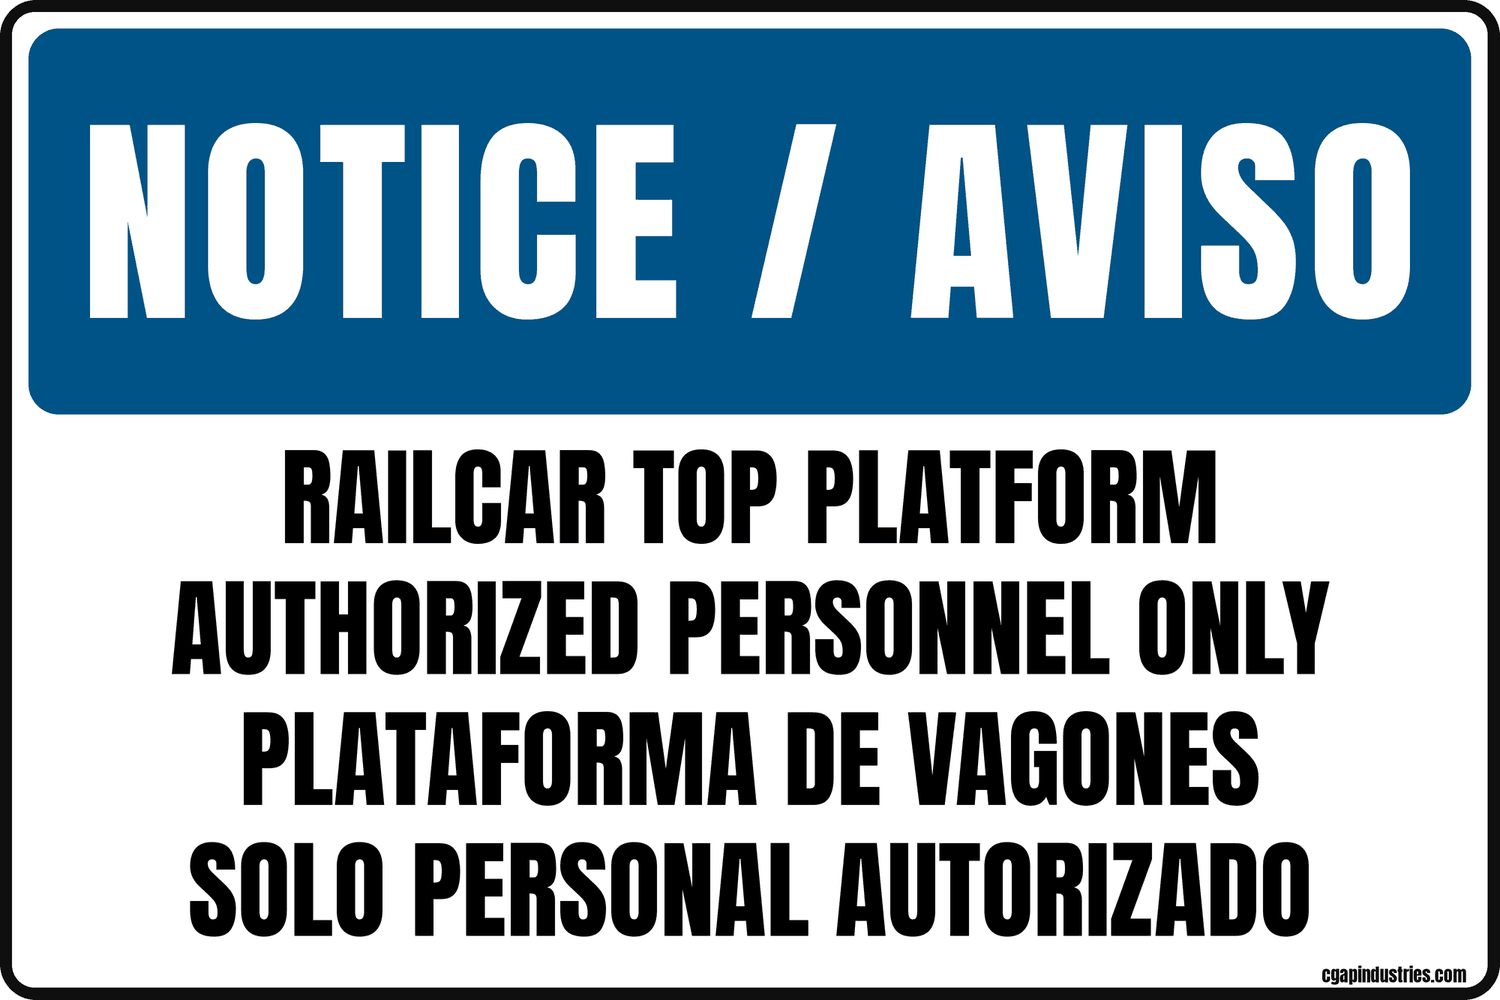 NOTICE / AVISO
RAILCAR TOP PLATFORM
AUTHORIZED PERSONNEL ONLY
PLATAFORMA DE VAGONES
SOLO PERSONAL AUTORIZADO
cgapindustries.com